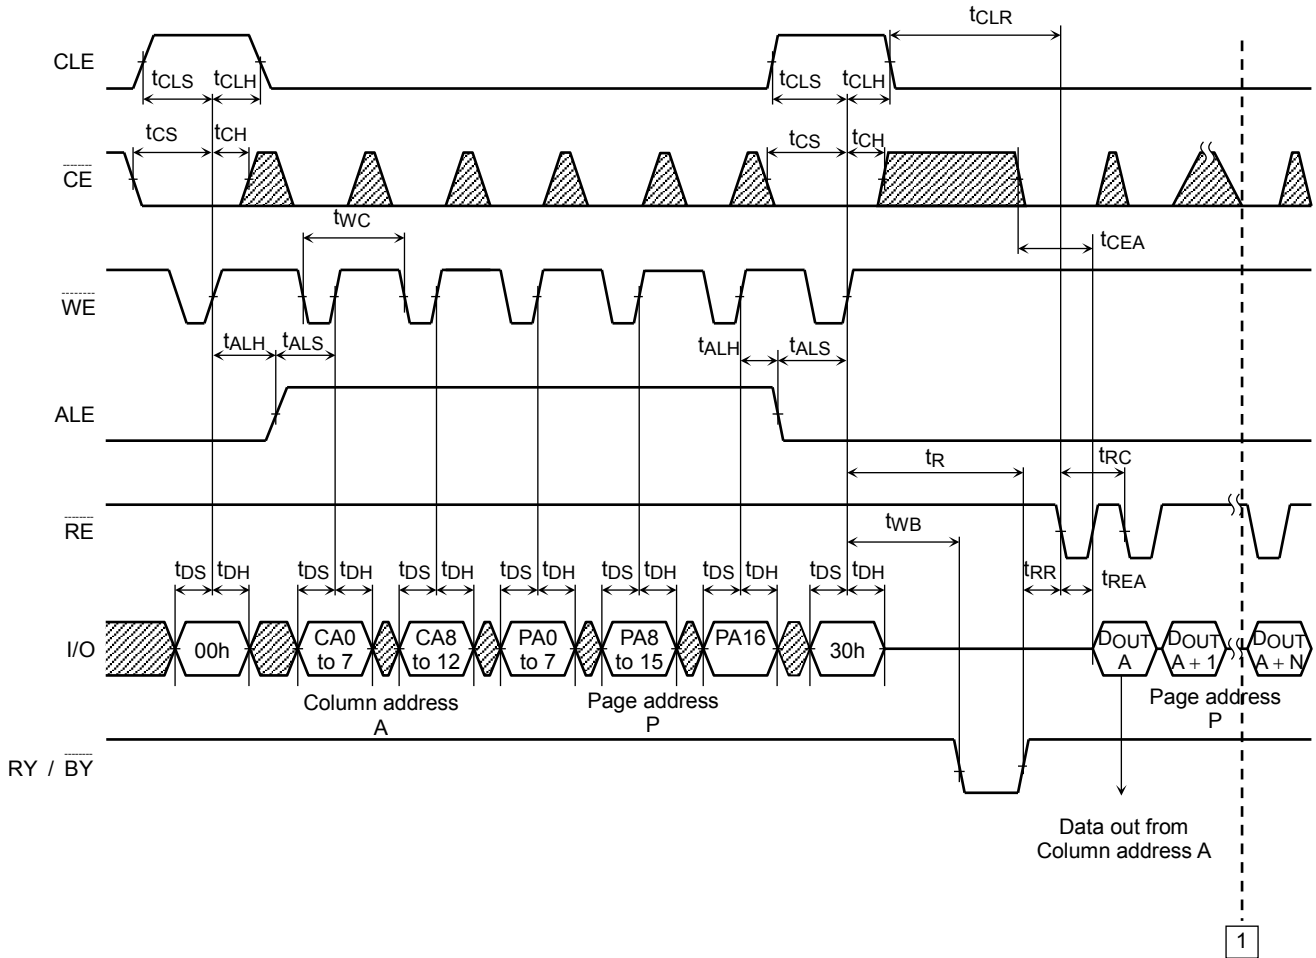 tCLR
CLE
tCLS tCLH tCLS tCLH
tCS tCH tCS tCH
CE
tWC
tCEA
WE
tALH tALS tALH tALS
ALE
tR tRC
RE
tWB
tDS tDH tDS tDH tDS tDH tDS tDH tDS tDH tDS tDH tDS tDH tRR tREA
I/O
00h
CA0
to 7
CA8
to 12
PA0
to 7
PA8
to 15
PA16
30h
DOUT
A
DOUT
A + 1
DOUT
A + N
Column address
A
Page address
P
Page address
P
RY / BY
Data out from
Column address A
1